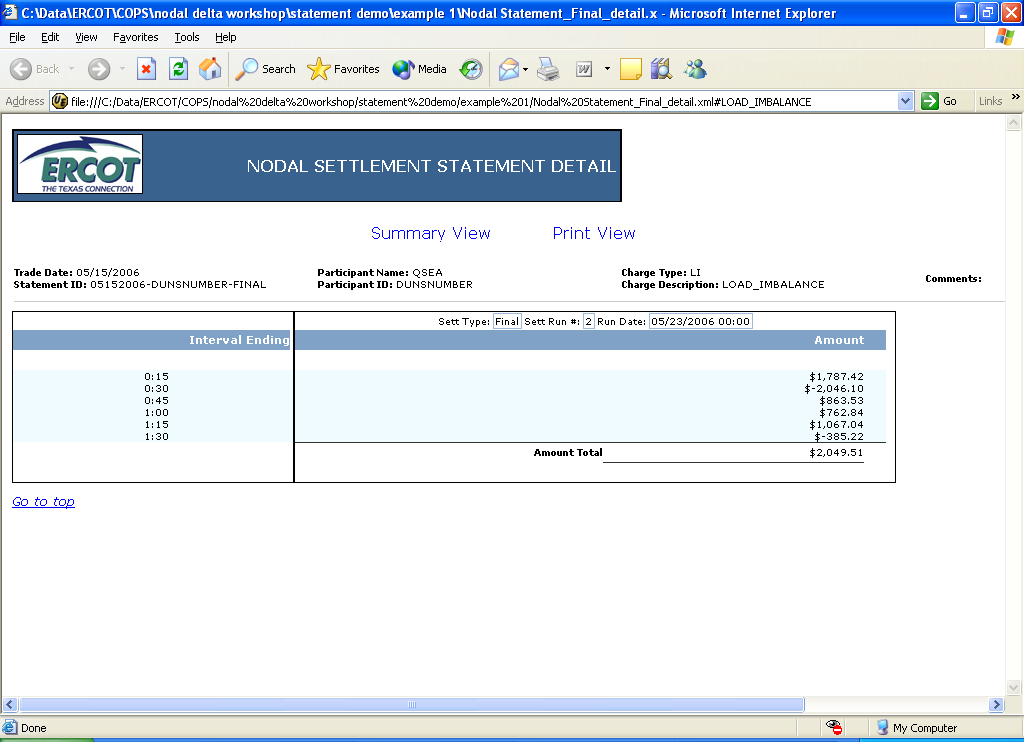 C:\Data\ERCOT\COPS\nodal delta workshop\statement demo\example 1\Nodal Statement_Final_detail.x - Microsoft Internet Explorer
File Edit View Favorites Tools Help
Back Search Favorites Media
Address file:///C:/Data/ERCOT/COPS/nodal%20delta%20workshop/statement%20demo/example%201/Nodal%20Statement_Final_detail.xml#LOAD_IMBALANCE Go Links »
ERCOT
THE TEXAS CONNECTION
NODAL SETTLEMENT STATEMENT DETAIL
Summary View Print View
Trade Date: 05/15/2006 Participant Name: QSEA Charge Type: LI Comments:
Statement ID: 05152006-DUNSNUMBER-FINAL Participant ID: DUNSNUMBER Charge Description: LOAD_IMBALANCE
Sett Type: Final Sett Run #: 2 Run Date: 05/23/2006 00:00
Interval Ending Amount
0:15 $1,787.42
0:30 $-2,046.10
0:45 $863.53
1:00 $762.84
1:15 $1,067.04
1:30 $-385.22
Amount Total $2,049.51
Go to top
Done My Computer